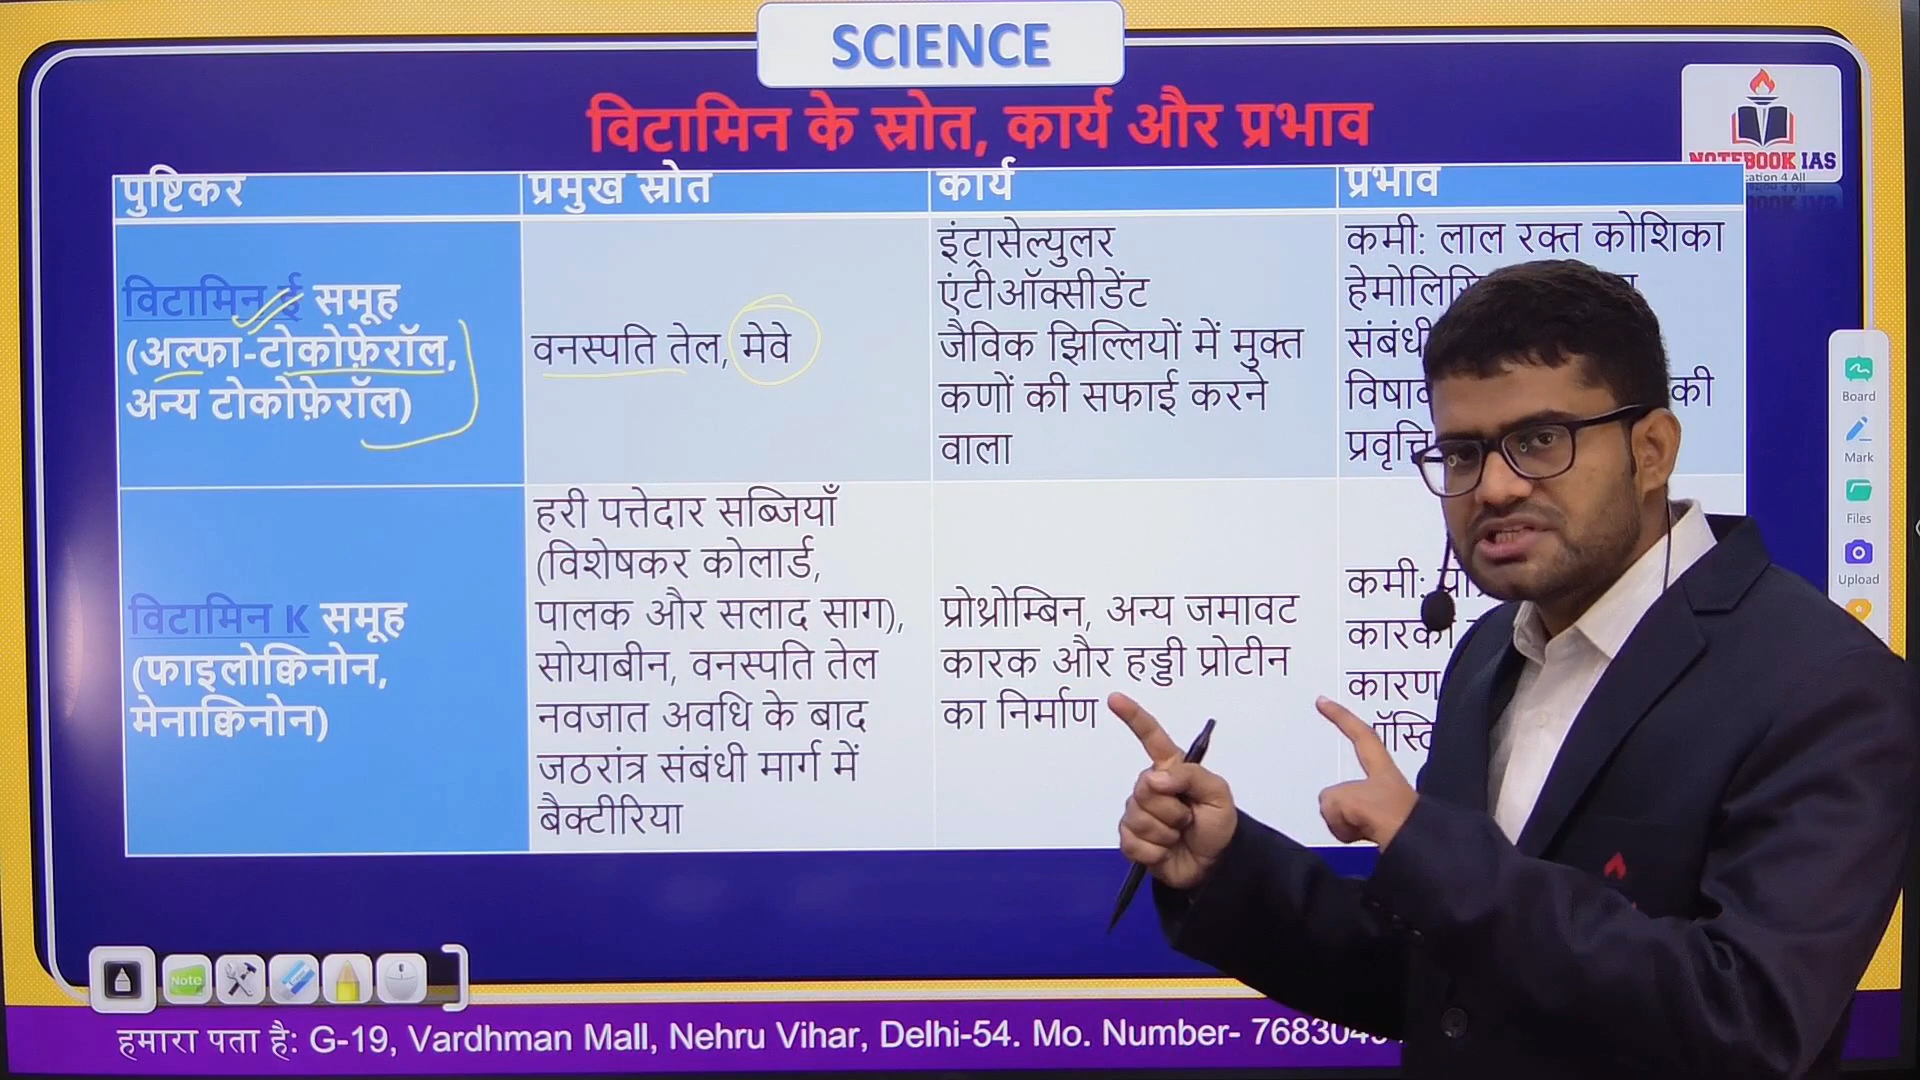 SCIENCE
विटामिन के स्रोत, कार्य और प्रभाव
NOTEBOOK IAS
पुष्टिकर
प्रमुख स्रोत
कार्य
प्रभाव
विटामिन ई समूह
(अल्फा-टोकोफ़ेरॉल,
अन्य टोकोफ़ेरॉल)
वनस्पति तेल, मेवे
इंट्रासेल्युलर
एंटीऑक्सीडेंट
जैविक झिल्लियों में मुक्त
कणों की सफाई करने
वाला
कमी: लाल रक्त कोशिका
की
विटामिन K समूह
(फाइलोक्विनोन,
मेनाक्विनोन)
हरी पत्तेदार सब्जियाँ
(विशेषकर कोलार्ड,
पालक और सलाद साग),
सोयाबीन, वनस्पति तेल
नवजात अवधि के बाद
जठरांत्र संबंधी मार्ग में
बैक्टीरिया
प्रोथ्रोम्बिन, अन्य जमावट
कारक और हड्डी प्रोटीन
का निर्माण
कमी:
कारण
Board
Mark
Files
Upload
Note
हमारा पता है: G-19, Vardhman Mall, Nehru Vihar, Delhi-54. Mo. Number-